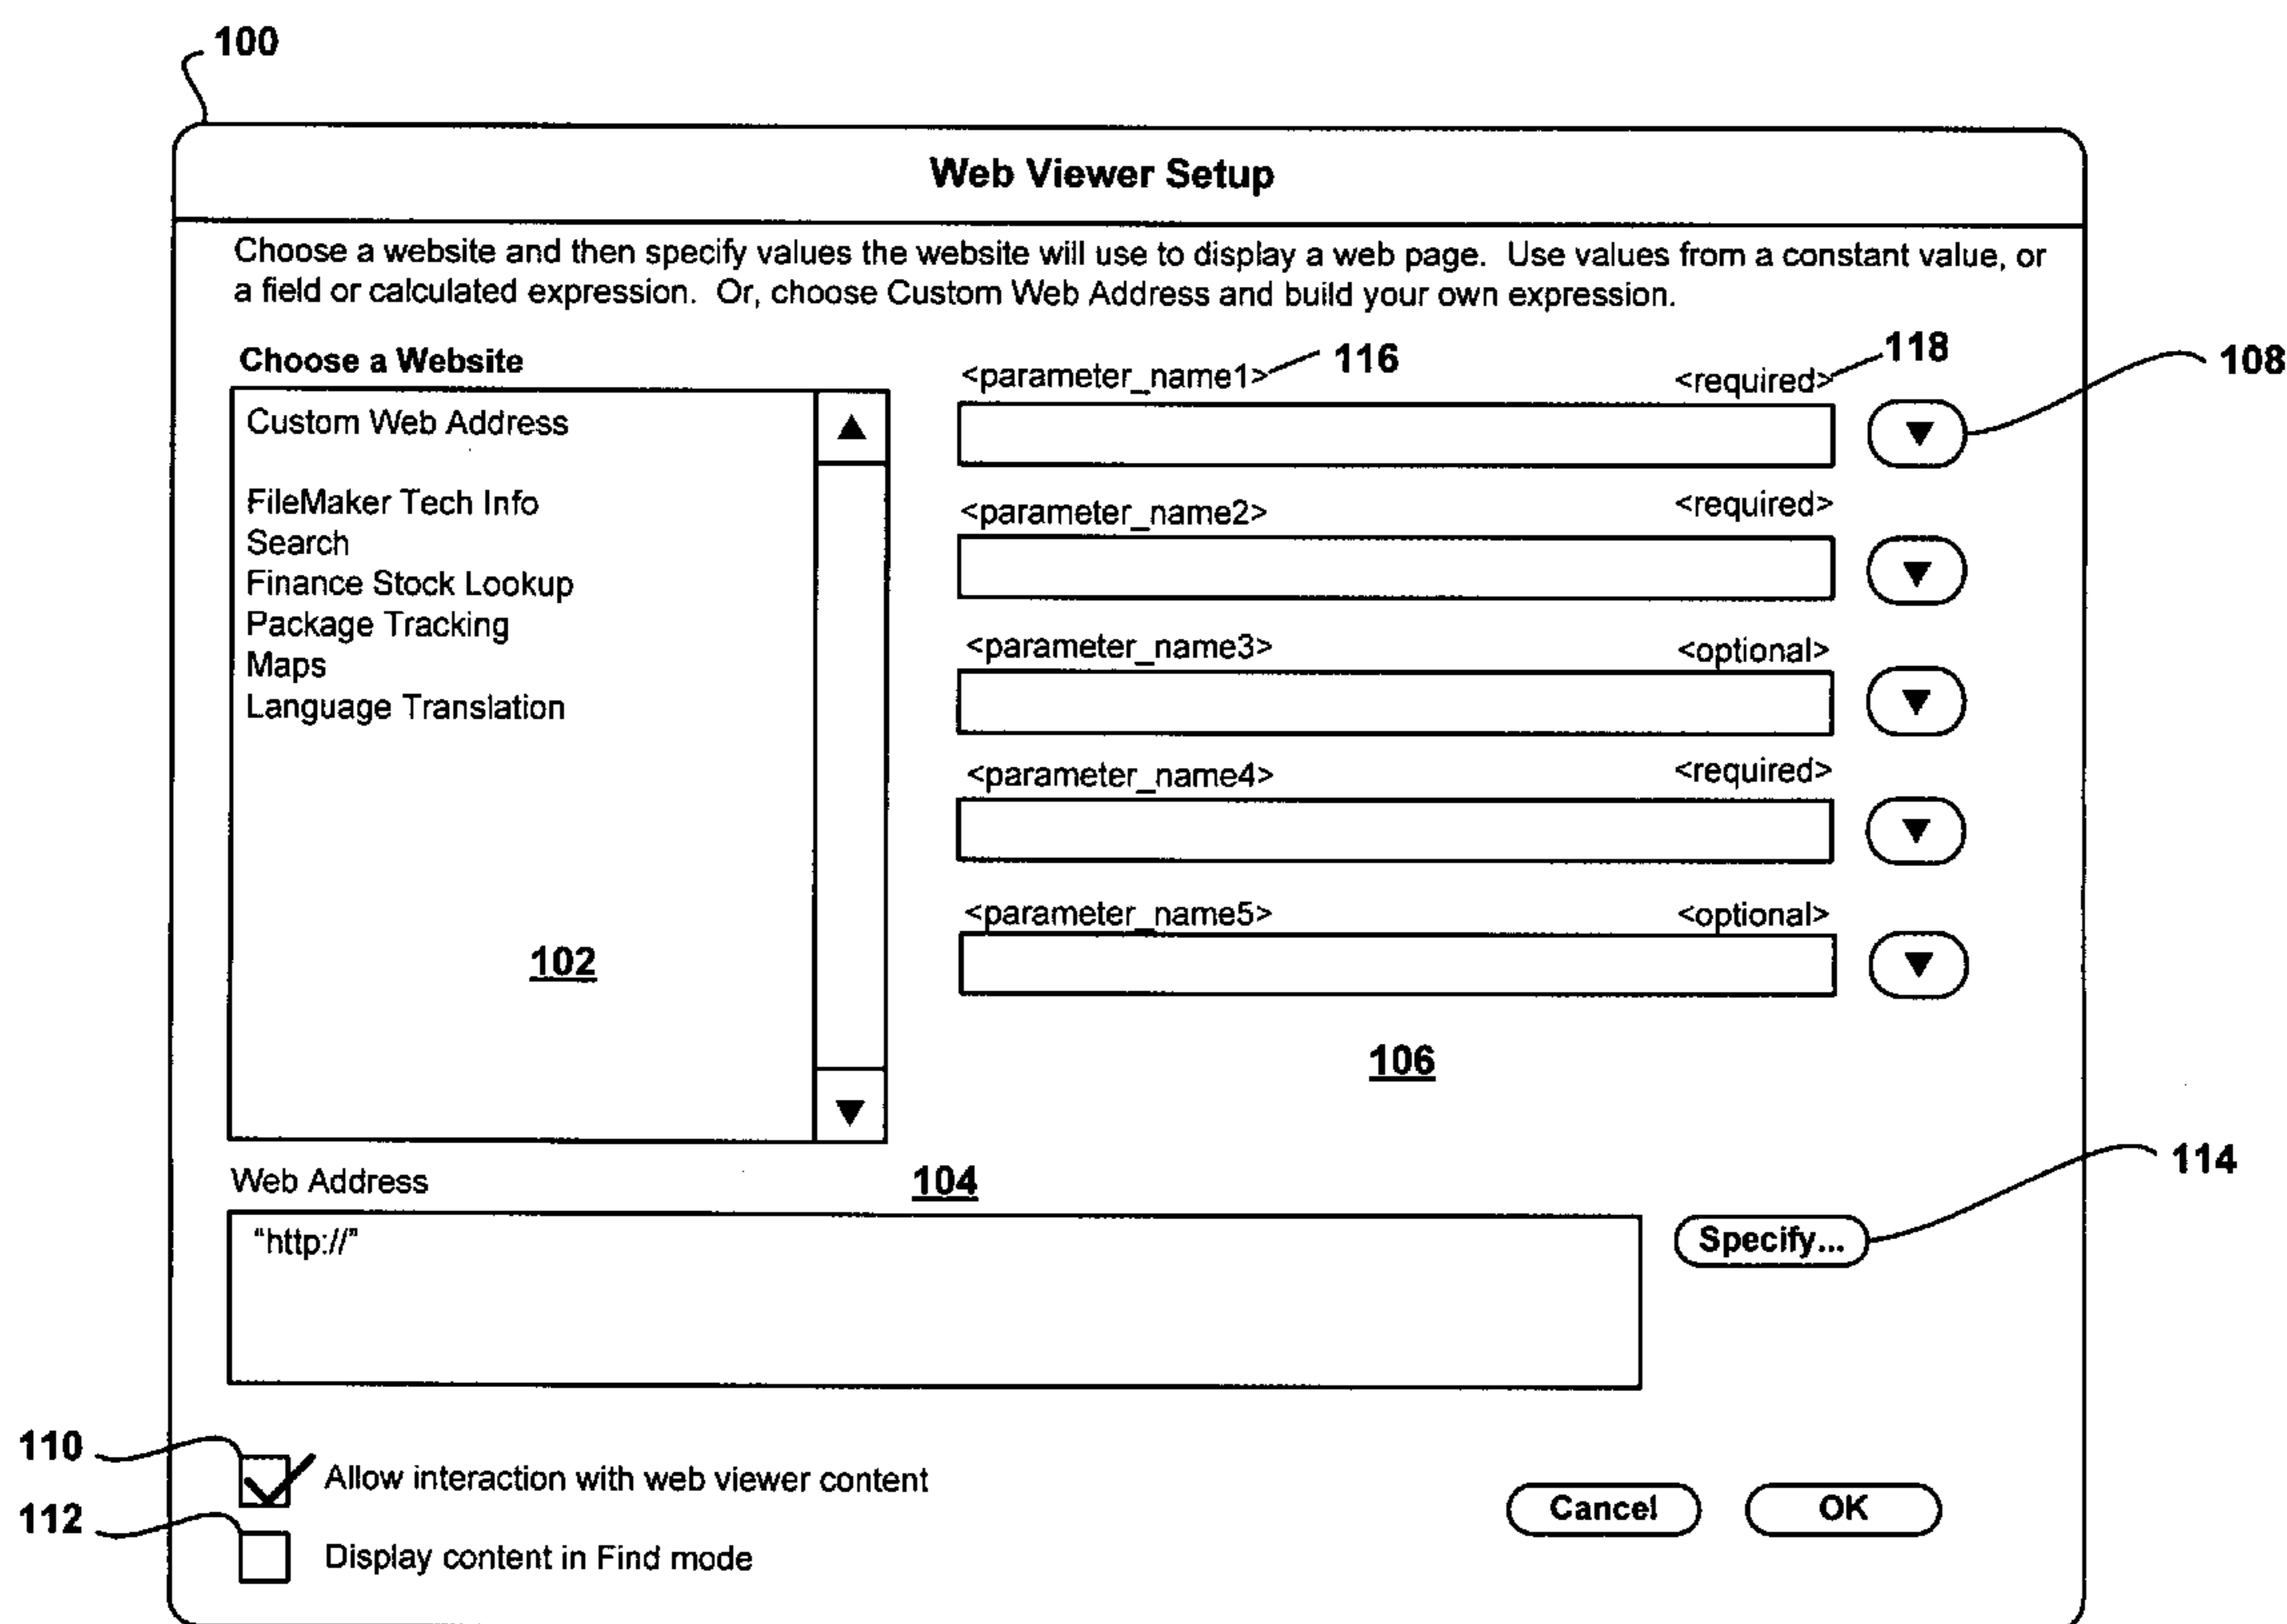 100
Web Viewer Setup
Choose a website and then specify values the website will use to display a web page. Use values from a constant value, or
a field or calculated expression. Or, choose Custom Web Address and build your own expression.
Choose a Website
Custom Web Address
FileMaker Tech Info
Search
Finance Stock Lookup
Package Tracking
Maps
Language Translation
102
<parameter_name1> 116 <required> 118 108
<parameter_name2> <required>
<parameter_name3> <optional>
<parameter_name4> <required>
<parameter_name5> <optional>
106
Web Address 104 114
“http://” Specify...
110 Allow interaction with web viewer content
112 Display content in Find mode
Cancel OK